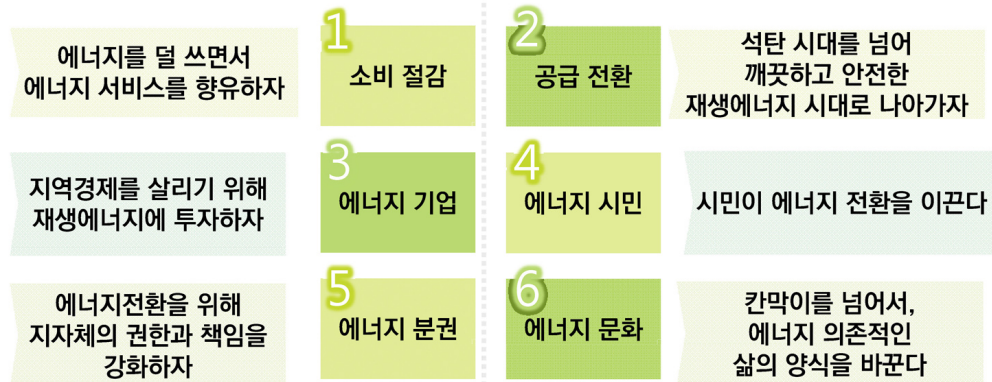 에너지를 덜 쓰면서
에너지 서비스를 향유하자
1
소비 절감
2
공급 전환
석탄 시대를 넘어
깨끗하고 안전한
재생에너지 시대로 나아가자
지역경제를 살리기 위해
재생에너지에 투자하자
3
에너지 기업
4
에너지 시민
시민이 에너지 전환을 이끈다
에너지전환을 위해
지자체의 권한과 책임을
강화하자
5
에너지 분권
6
에너지 문화
칸막이를 넘어서,
에너지 의존적인
삶의 양식을 바꾼다